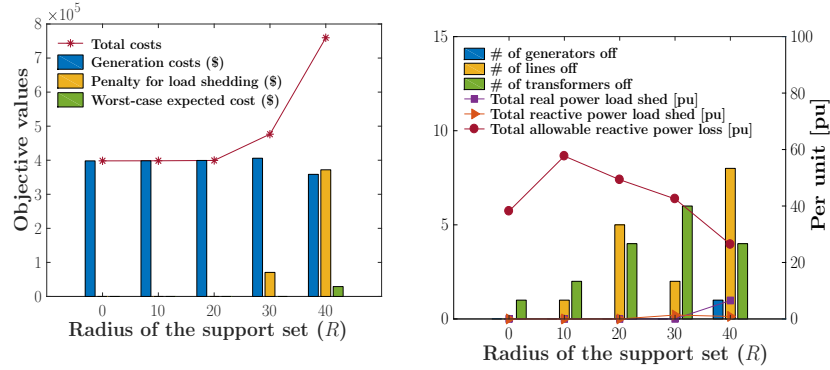 ×10⁵
8
7
6
5
4
3
2
1
0
Objective values
Total costs
Generation costs ($)
Penalty for load shedding ($)
Worst-case expected cost ($)
0 10 20 30 40
Radius of the support set (R)
15
10
5
0
# of generators off
# of lines off
# of transformers off
Total real power load shed [pu]
Total reactive power load shed [pu]
Total allowable reactive power loss [pu]
100
80
60
40
20
0
Per unit [pu]
0 10 20 30 40
Radius of the support set (R)